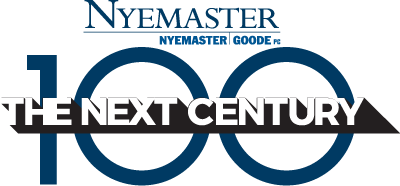 NYEMASTER
NYEMASTER | GOODE PC
100
THE NEXT CENTURY